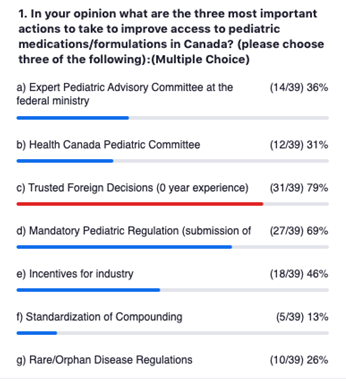 1. In your opinion what are the three most important
actions to take to improve access to pediatric
medications/formulations in Canada? (please choose
three of the following):(Multiple Choice)
a) Expert Pediatric Advisory Committee at the (14/39) 36%
federal ministry
b) Health Canada Pediatric Committee (12/39) 31%
c) Trusted Foreign Decisions (0 year experience) (31/39) 79%
d) Mandatory Pediatric Regulation (submission of (27/39) 69%
e) Incentives for industry (18/39) 46%
f) Standardization of Compounding (5/39) 13%
g) Rare/Orphan Disease Regulations (10/39) 26%